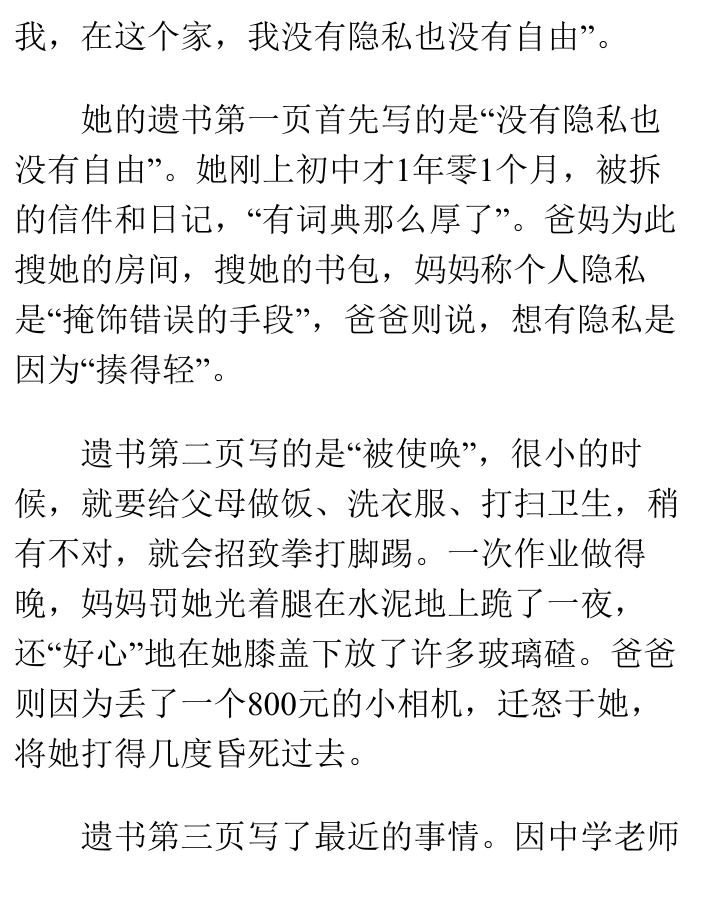 我，在这个家，我没有隐私也没有自由”。
她的遗书第一页首先写的是“没有隐私也
没有自由”。她刚上初中才1年零1个月，被拆
的信件和日记，“有词典那么厚了”。爸妈为此
搜她的房间，搜她的书包，妈妈称个人隐私
是“掩饰错误的手段”，爸爸则说，想有隐私是
因为“揍得轻”。
遗书第二页写的是“被使唤”，很小的时
候，就要给父母做饭、洗衣服、打扫卫生，稍
有不对，就会招致拳打脚踢。一次作业做得
晚，妈妈罚她光着腿在水泥地上跪了一夜，
还“好心”地在她膝盖下放了许多玻璃碴。爸爸
则因为丢了一个800元的小相机，迁怒于她，
将她打得几度昏死过去。
遗书第三页写了最近的事情。因中学老师